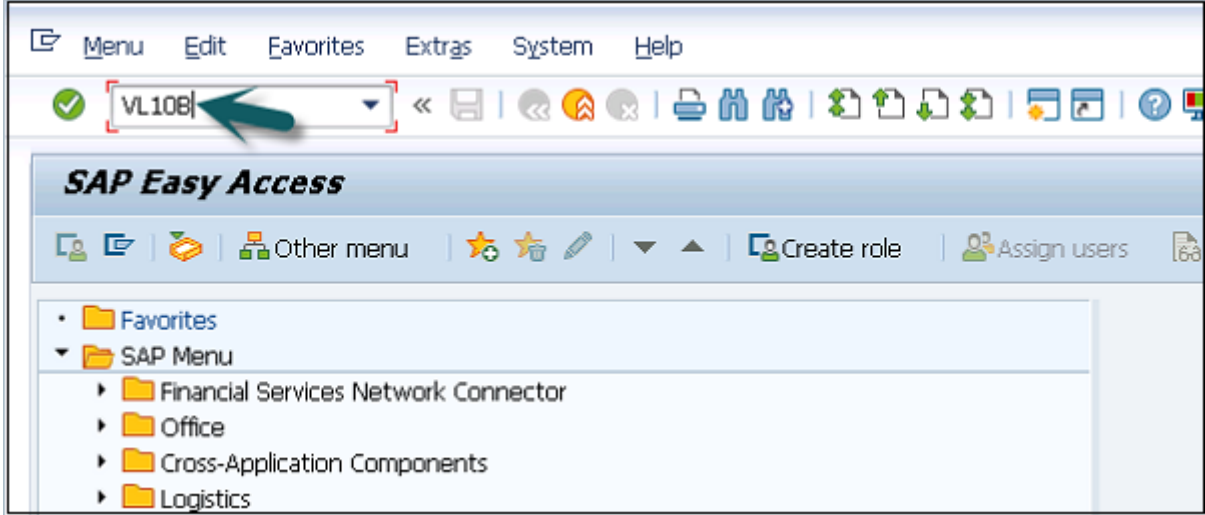 Menu Edit Favorites Extras System Help
VL10B
SAP Easy Access
Other menu Create role Assign users
Favorites
SAP Menu
Financial Services Network Connector
Office
Cross-Application Components
Logistics